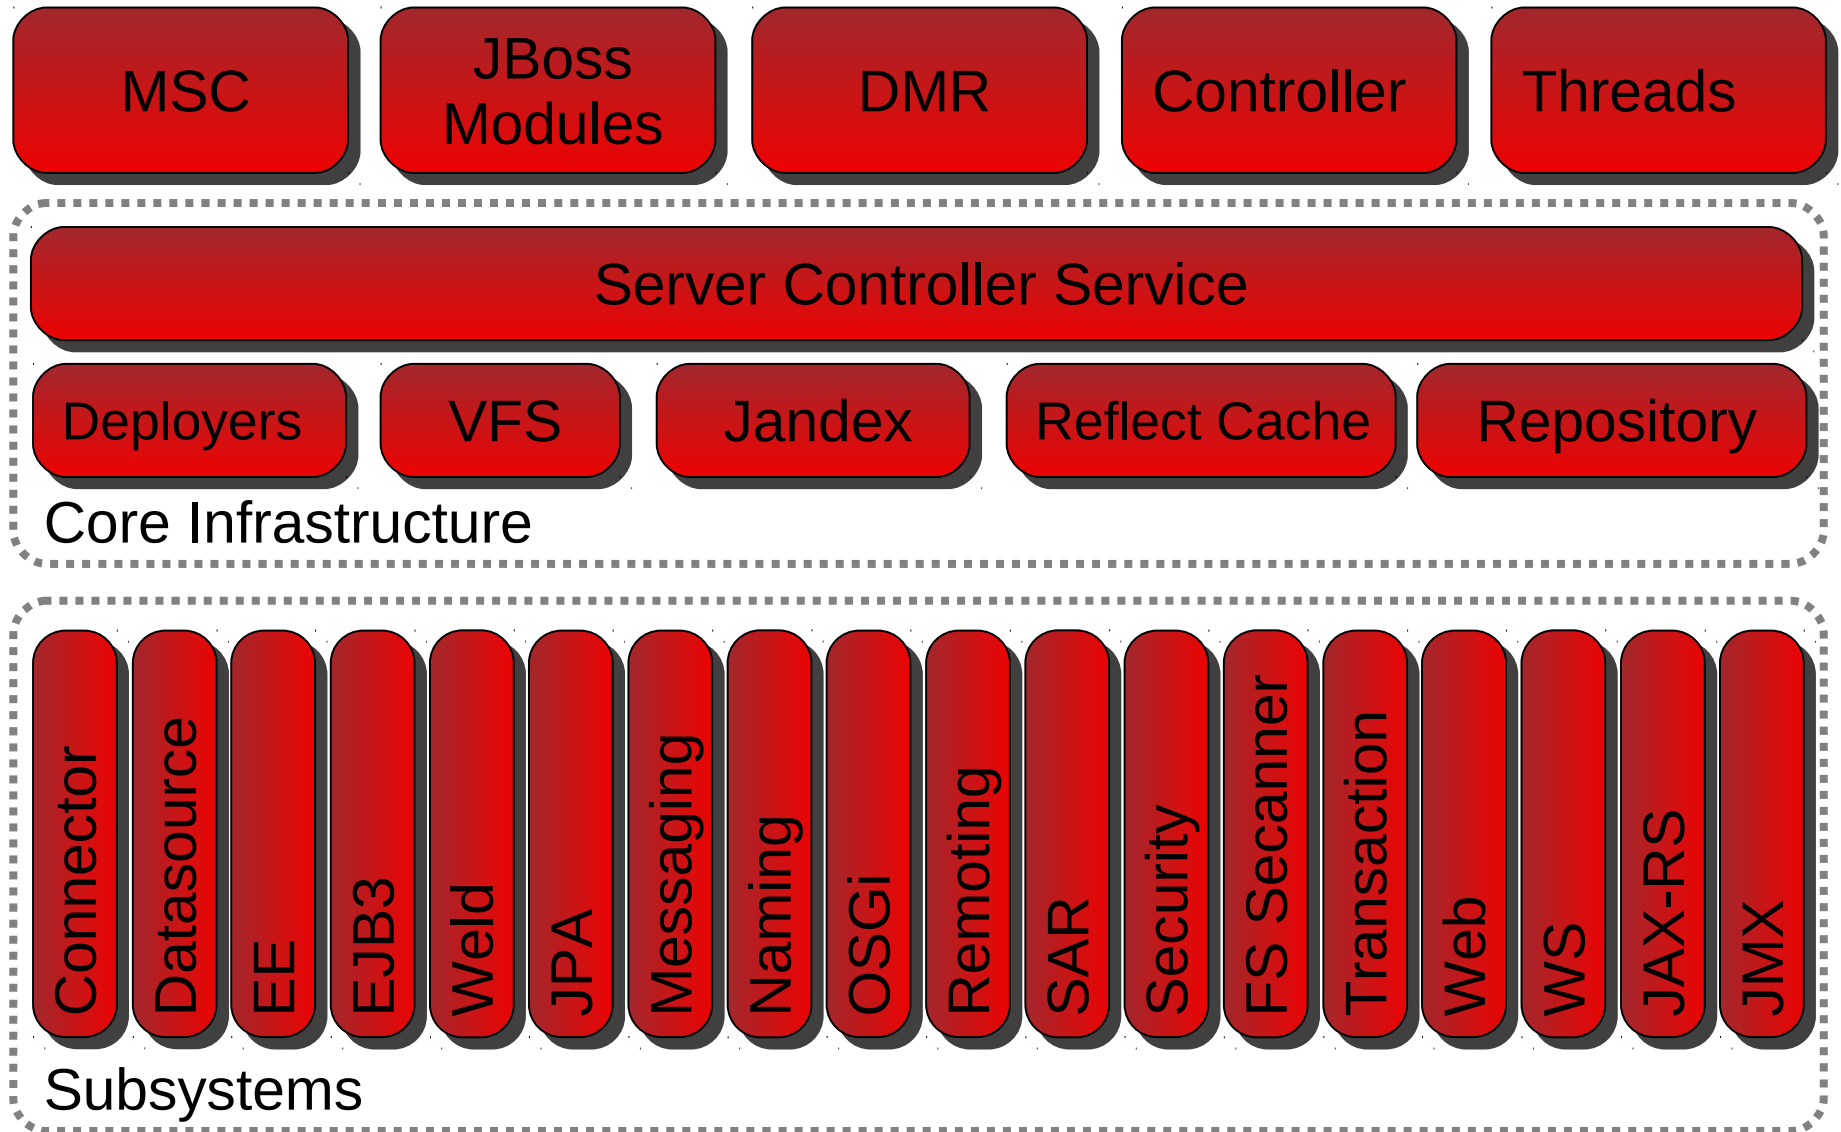 MSC
JBoss
Modules
DMR
Controller
Threads
Server Controller Service
Deployers
VFS
Jandex
Reflect Cache
Repository
Core Infrastructure
Connector
Datasource
EE
EJB3
Weld
JPA
Messaging
Naming
OSGi
Remoting
SAR
Security
FS Secanner
Transaction
Web
WS
JAX-RS
JMX
Subsystems